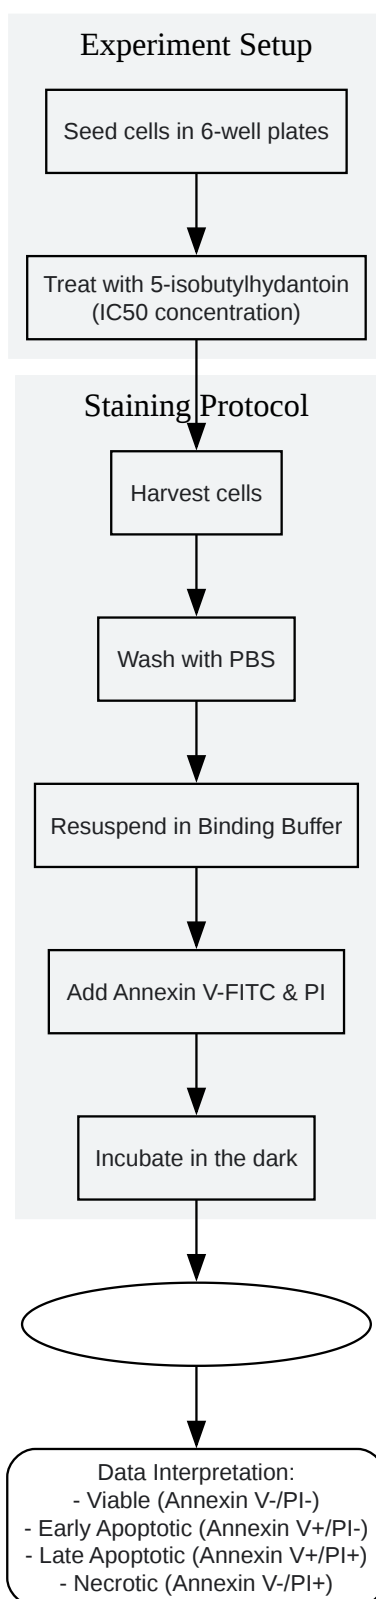 Experiment Setup
Seed cells in 6-well plates
Treat with 5-isobutylhydantoin
(IC50 concentration)
Staining Protocol
Harvest cells
Wash with PBS
Resuspend in Binding Buffer
Add Annexin V-FITC & PI
Incubate in the dark
Data Interpretation:
- Viable (Annexin V-/PI-)
- Early Apoptotic (Annexin V+/PI-)
- Late Apoptotic (Annexin V+/PI+)
- Necrotic (Annexin V-/PI+)